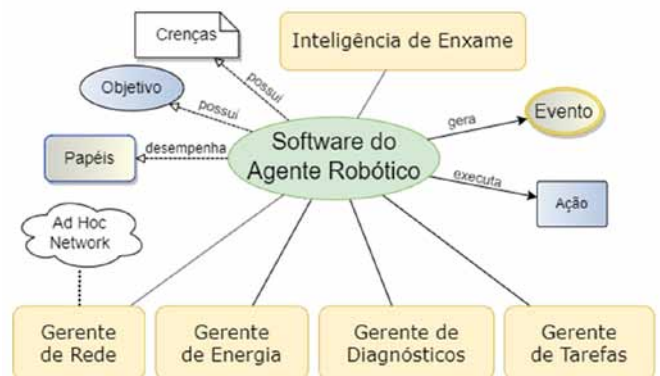 Crenças
Inteligência de Enxame
Objetivo
possui
possui
Evento
gera
Software do
Agente Robótico
Papéis
desempenha
executa
Ação
Ad Hoc
Network
Gerente
de Rede
Gerente
de Energia
Gerente de
Diagnósticos
Gerente
de Tarefas